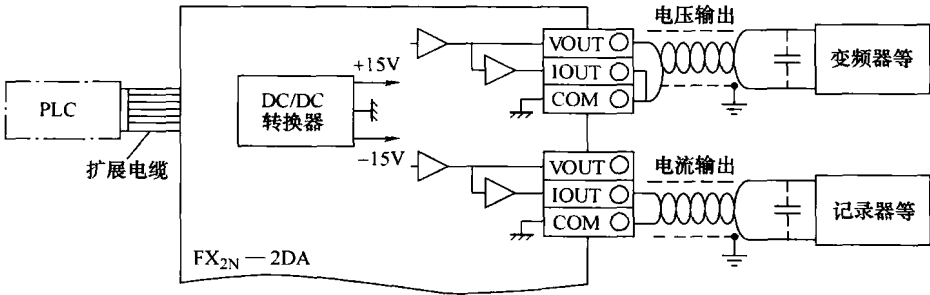 PLC
扩展电缆
+15V
DC/DC
转换器
−15V
FX2N — 2DA
VOUT
IOUT
COM
电压输出
变频器等
VOUT
IOUT
COM
电流输出
记录器等